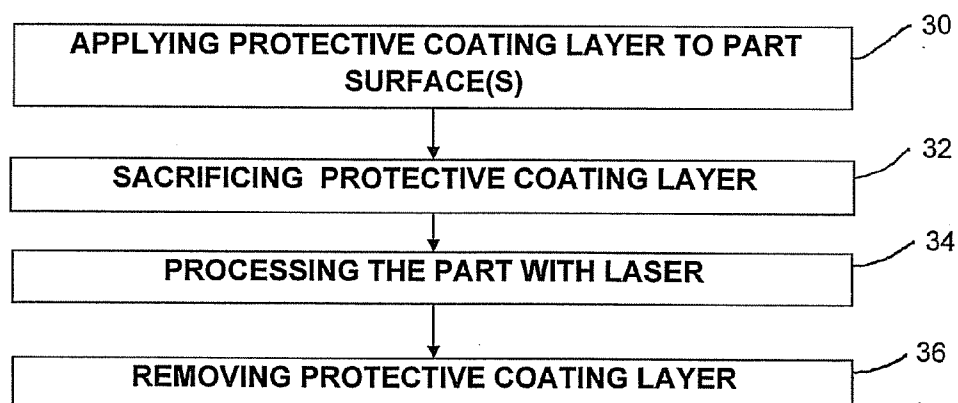 30
APPLYING PROTECTIVE COATING LAYER TO PART
SURFACE(S)
32
SACRIFICING PROTECTIVE COATING LAYER
34
PROCESSING THE PART WITH LASER
36
REMOVING PROTECTIVE COATING LAYER